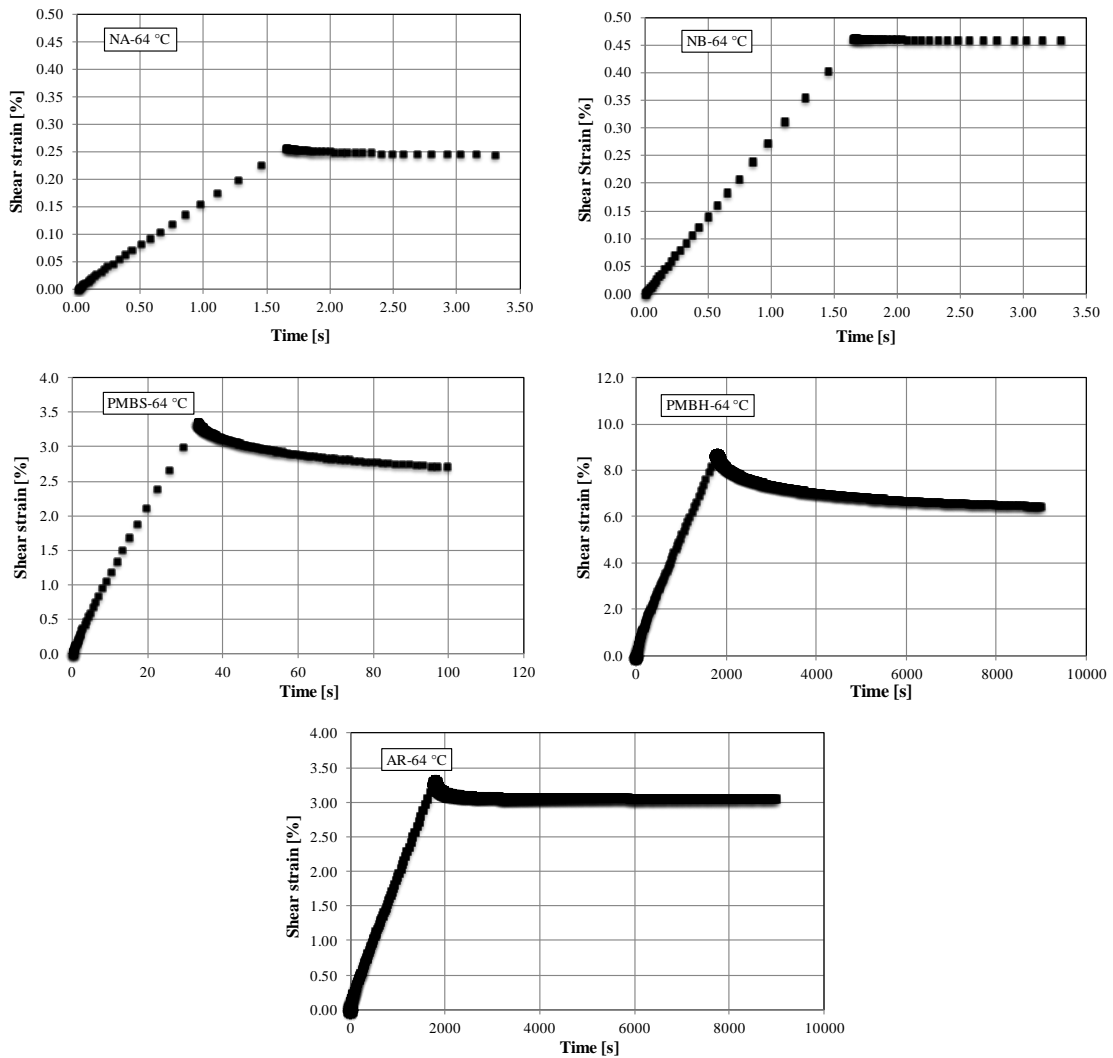 NA-64 °C
Shear strain [%]
0.50
0.45
0.40
0.35
0.30
0.25
0.20
0.15
0.10
0.05
0.00
0.00 0.50 1.00 1.50 2.00 2.50 3.00 3.50
Time [s]
NB-64 °C
Shear Strain [%]
0.50
0.45
0.40
0.35
0.30
0.25
0.20
0.15
0.10
0.05
0.00
0.00 0.50 1.00 1.50 2.00 2.50 3.00 3.50
Time [s]
PMBS-64 °C
Shear strain [%]
4.0
3.5
3.0
2.5
2.0
1.5
1.0
0.5
0.0
0 20 40 60 80 100 120
Time [s]
PMBH-64 °C
Shear strain [%]
12.0
10.0
8.0
6.0
4.0
2.0
0.0
0 2000 4000 6000 8000 10000
Time [s]
AR-64 °C
Shear strain [%]
4.00
3.50
3.00
2.50
2.00
1.50
1.00
0.50
0.00
0 2000 4000 6000 8000 10000
Time [s]